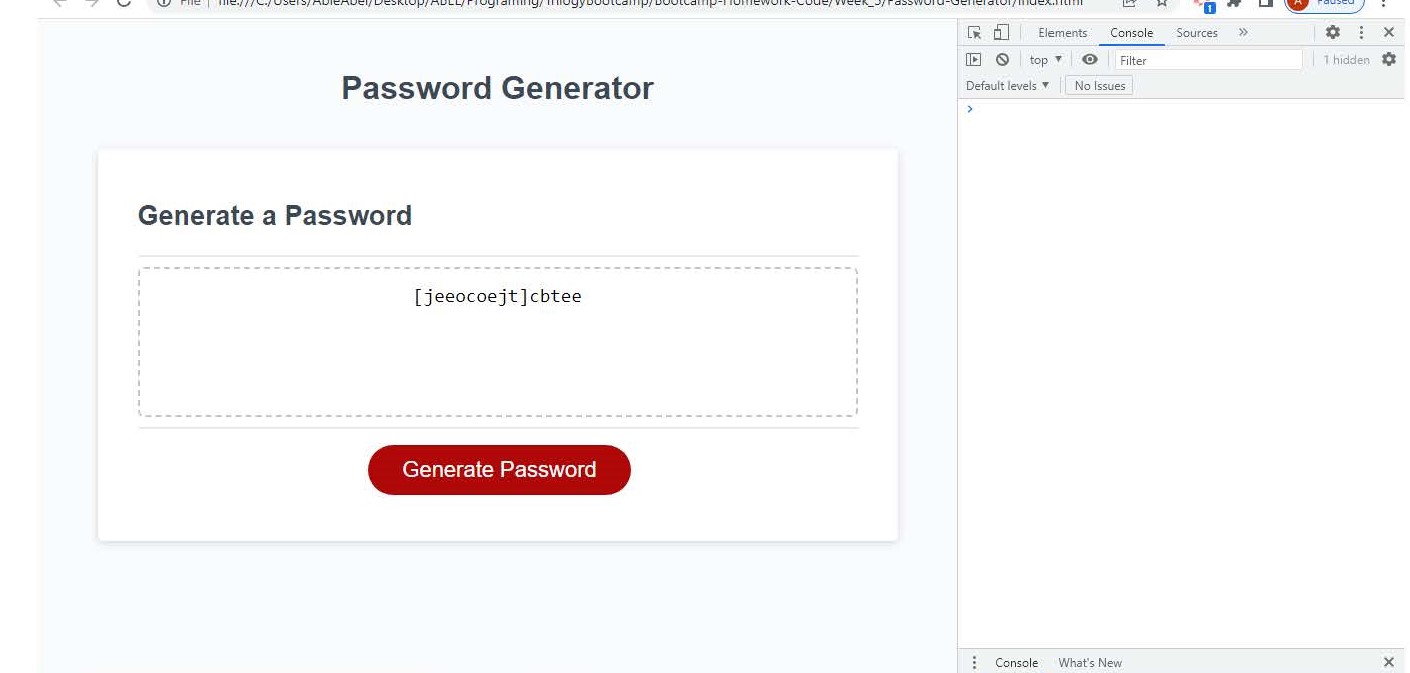 File file:///C:/Users/AbleAbel/Desktop/ABEL/Programing/TrilogyBootcamp/Bootcamp-Homework-Code/Week_3/Password-Generator/index.html
1 A Paused
Password Generator
Generate a Password
[jeeocoejt]cbtee
Generate Password
Elements Console Sources »
top ▼ Filter 1 hidden
Default levels ▼ No Issues
>
Console What's New